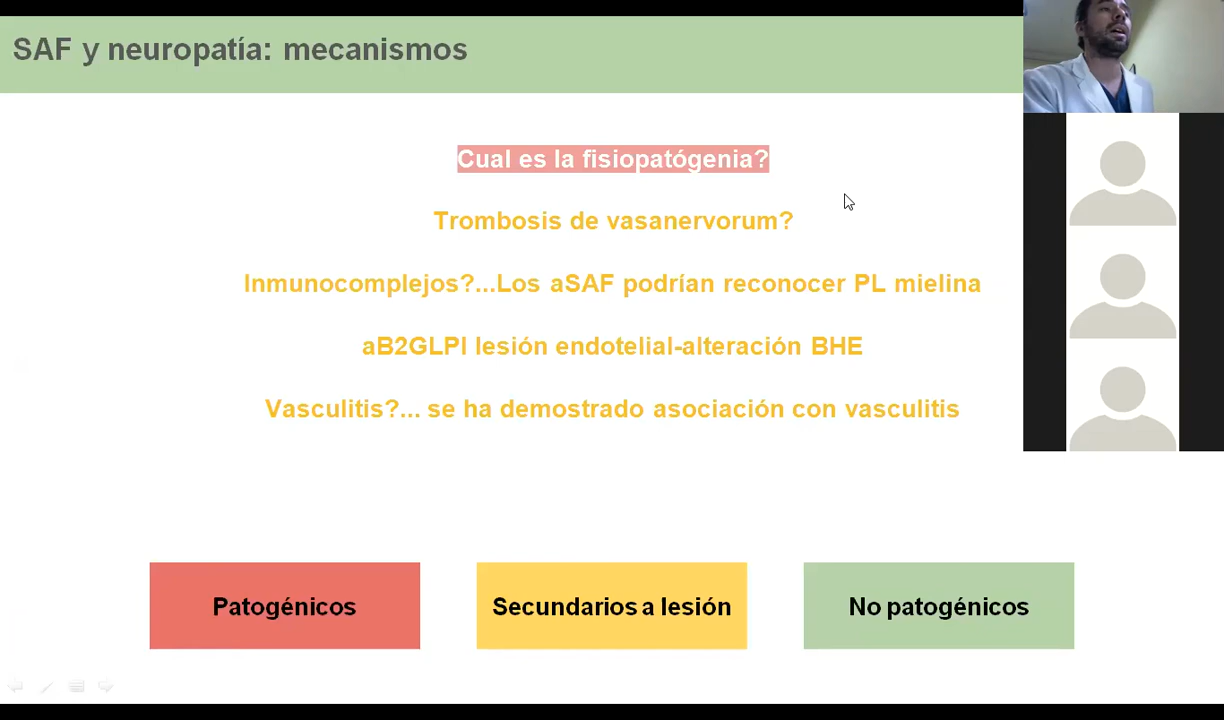 SAF y neuropatía: mecanismos
Cual es la fisiopatógenia?
Trombosis de vasanervorum?
Inmunocomplejos?...Los aSAF podrían reconocer PL mielina
aB2GLPI lesión endotelial-alteración BHE
Vasculitis?... se ha demostrado asociación con vasculitis
Patogénicos
Secundarios a lesión
No patogénicos